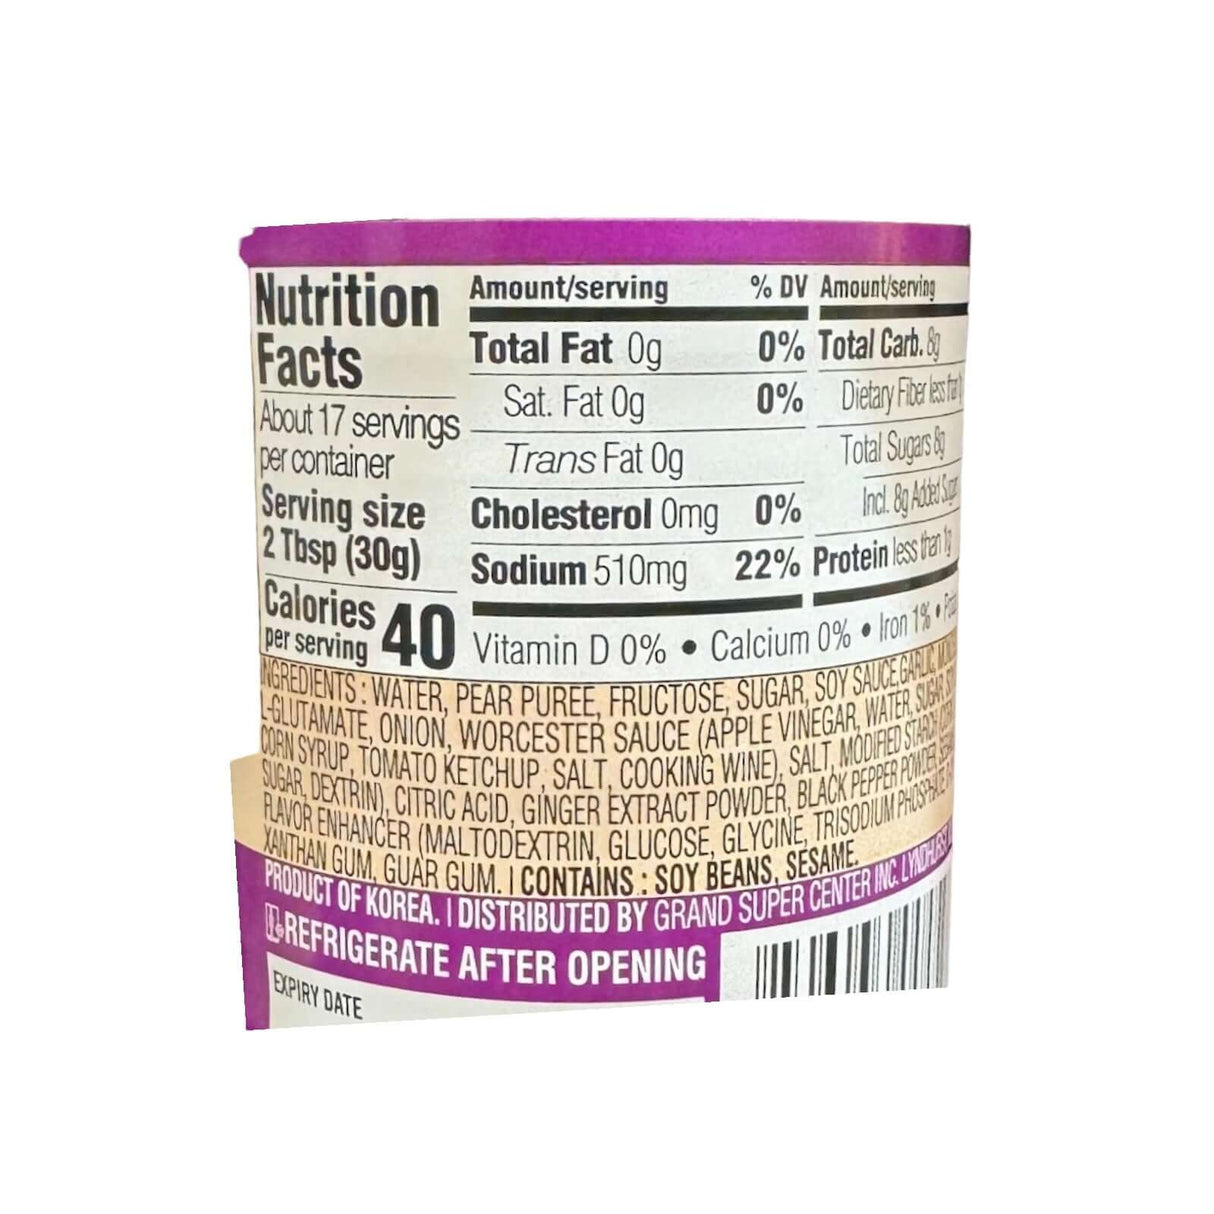 Nutrition
Facts
About 17 servings
per container
Serving size
2 Tbsp (30g)
Calories
per serving
40
Amount/serving % DV
Total Fat 0g 0%
Sat. Fat 0g 0%
Trans Fat 0g
Cholesterol 0mg 0%
Sodium 510mg 22%
Amount/serving
Total Carb. 8g
Dietary Fiber less than
Total Sugars 8g
Incl. 8g Added
Protein less than 1g
Vitamin D 0% • Calcium 0% • Iron 1% •
INGREDIENTS : WATER, PEAR PUREE, FRUCTOSE, SUGAR, SOY SAUCE, GARLIC,
L-GLUTAMATE, ONION, WORCESTER SAUCE (APPLE VINEGAR, WATER, SUGAR,
CORN SYRUP, TOMATO KETCHUP, SALT, COOKING WINE), SALT, MODIFIED STARCH
SUGAR, DEXTRIN), CITRIC ACID, GINGER EXTRACT POWDER, BLACK PEPPER POWDER,
FLAVOR ENHANCER (MALTODEXTRIN, GLUCOSE, GLYCINE, TRISODIUM PHOSPHATE
XANTHAN GUM, GUAR GUM. | CONTAINS : SOY BEANS, SESAME.
PRODUCT OF KOREA. | DISTRIBUTED BY GRAND SUPER CENTER INC. LYNDHURST
REFRIGERATE AFTER OPENING
EXPIRY DATE